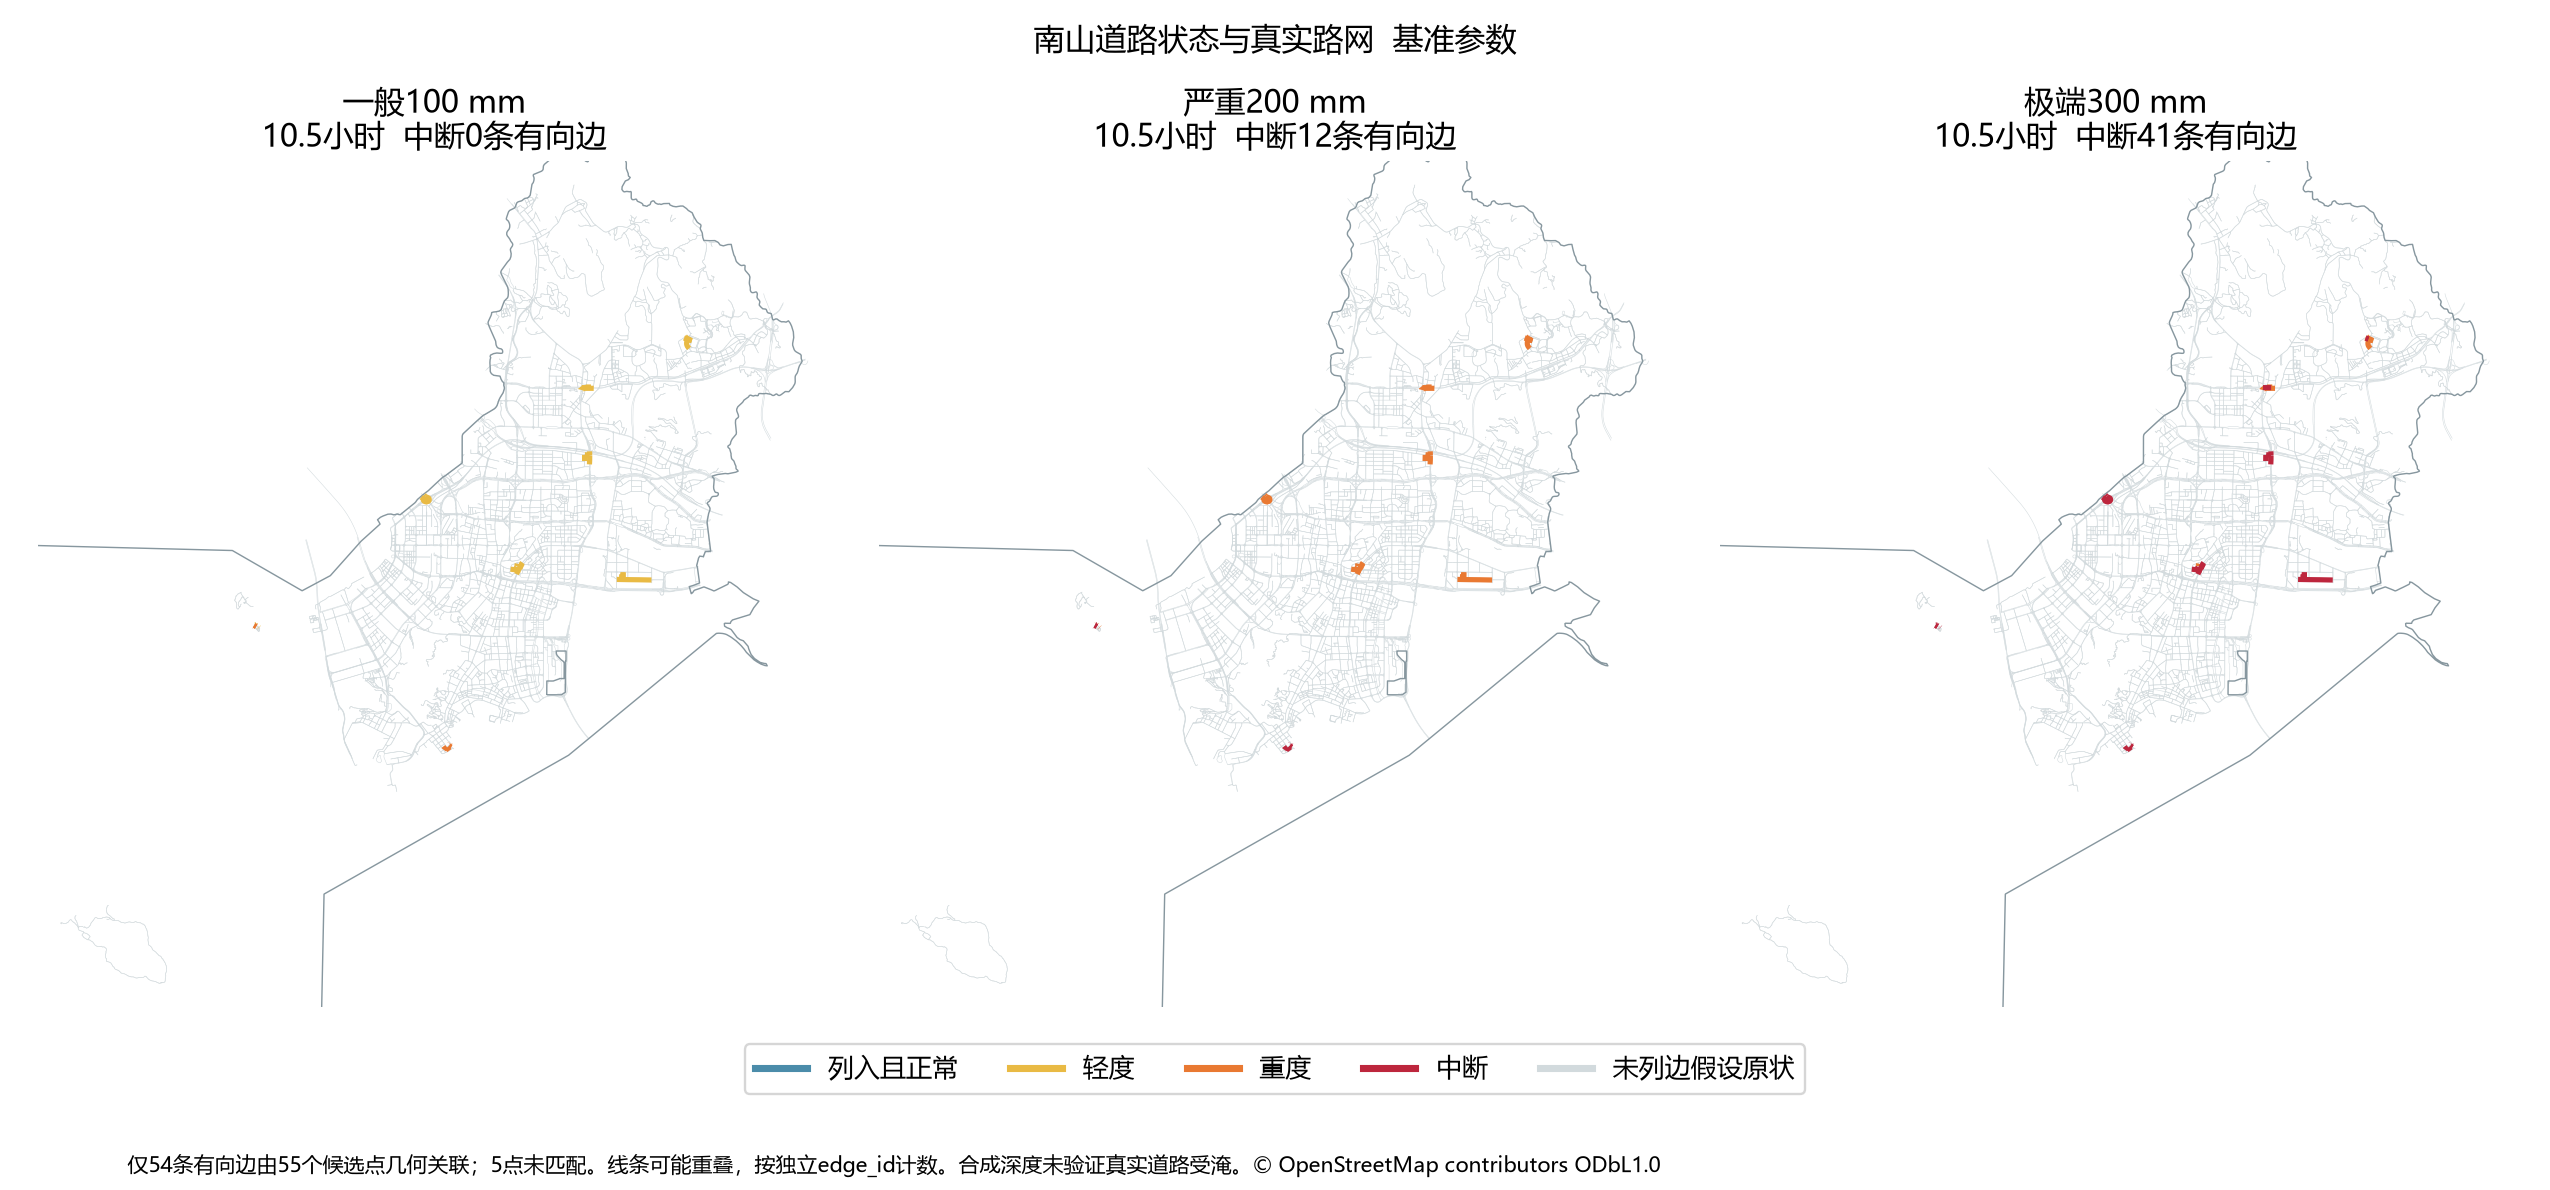 南山道路状态与真实路网 基准参数
一般100 mm
10.5小时 中断0条有向边
严重200 mm
10.5小时 中断12条有向边
极端300 mm
10.5小时 中断41条有向边
列入且正常
轻度
重度
中断
未列边假设原状
仅54条有向边由55个候选点几何关联；5点未匹配。线条可能重叠，按独立edge_id计数。合成深度未验证真实道路受淹。© OpenStreetMap contributors ODbL1.0